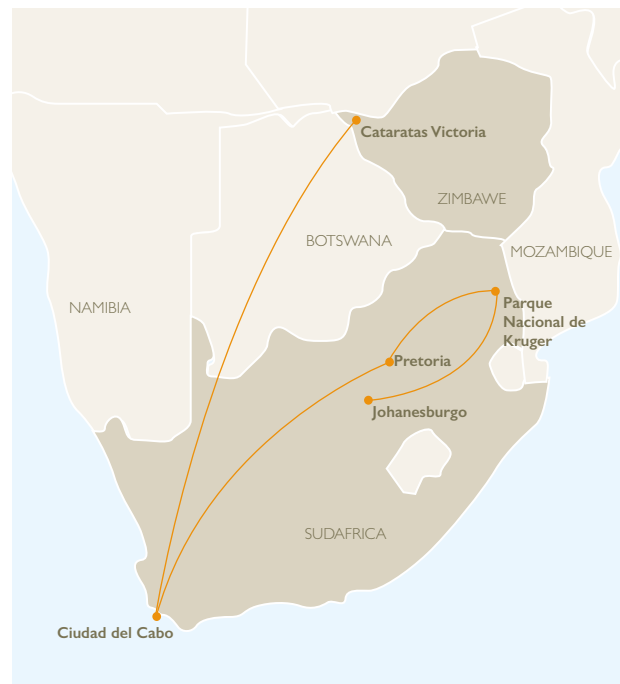 Cataratas Victoria
ZIMBAWE
BOTSWANA
MOZAMBIQUE
NAMIBIA
Parque
Nacional de
Kruger
Pretoria
Johanesburgo
SUDAFRICA
Ciudad del Cabo